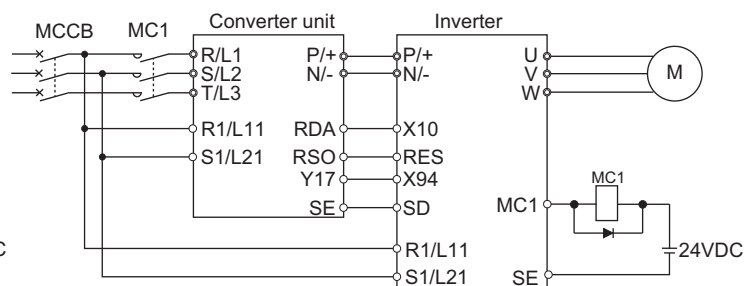 Converter unit
Inverter
MCCB
MC1
R/L1
P/+
P/+
U
S/L2
N/-
N/-
V
M
T/L3
W
R1/L11
RDA
X10
S1/L21
RSO
RES
Y17
X94
MC1
SE
SD
MC1
C
R1/L11
24VDC
S1/L21
SE